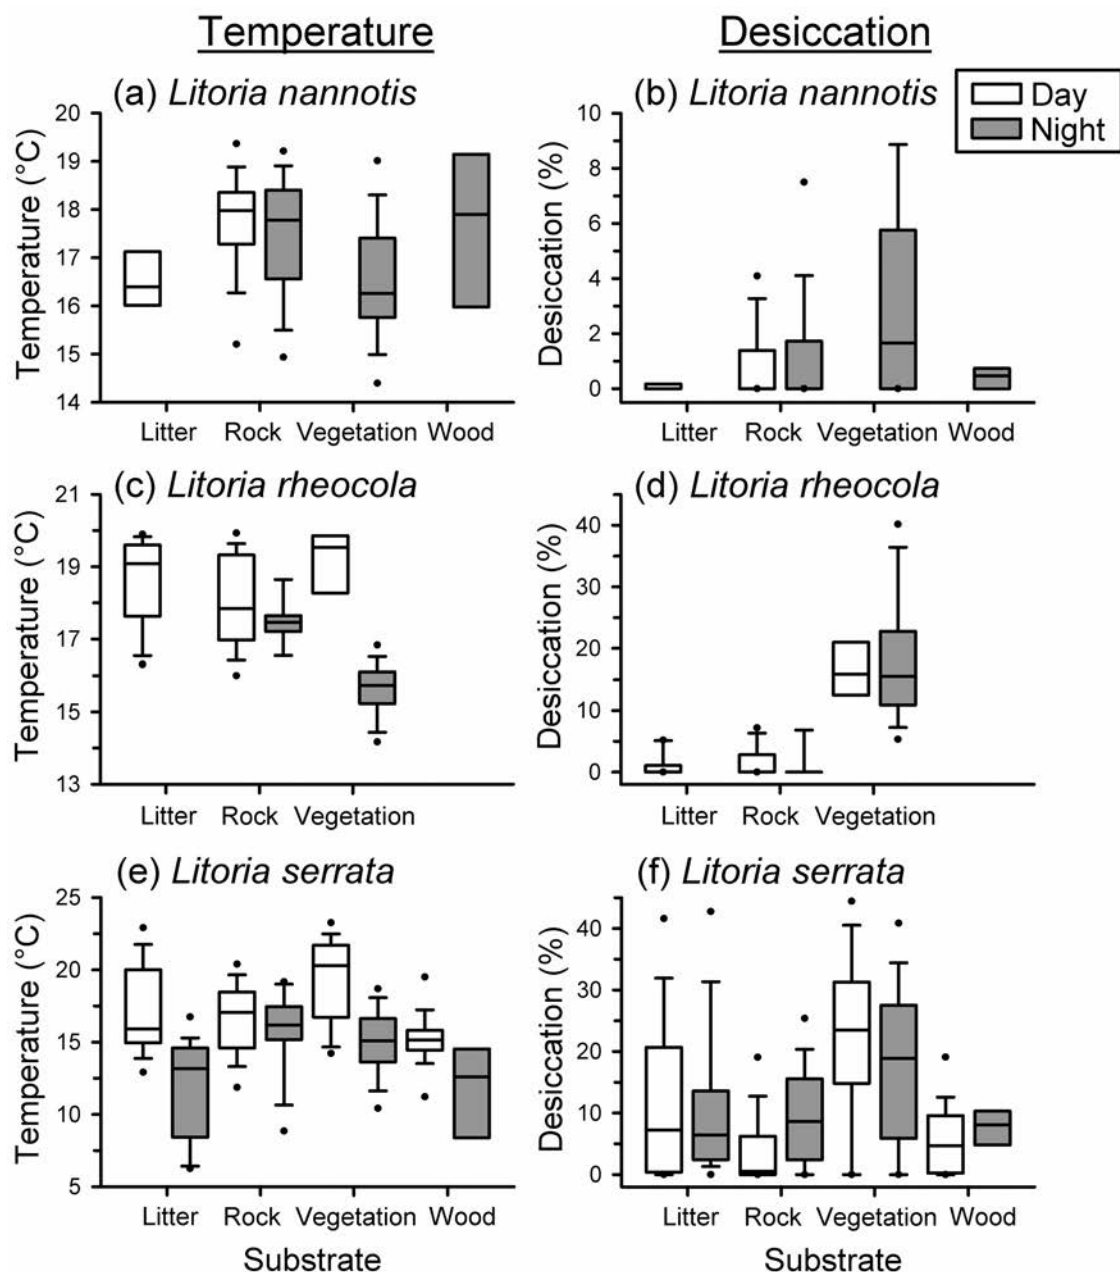 Temperature
Desiccation
(a) Litoria nannotis
(b) Litoria nannotis
Day
Night
Temperature (°C)
20
19
18
17
16
15
14
Litter Rock Vegetation Wood
Desiccation (%)
10
8
6
4
2
0
Litter Rock Vegetation Wood
(c) Litoria rheocola
(d) Litoria rheocola
Temperature (°C)
21
19
17
15
13
Litter Rock Vegetation
Desiccation (%)
40
30
20
10
0
Litter Rock Vegetation
(e) Litoria serrata
(f) Litoria serrata
Temperature (°C)
25
20
15
10
5
Litter Rock Vegetation Wood
Substrate
Desiccation (%)
40
30
20
10
0
Litter Rock Vegetation Wood
Substrate